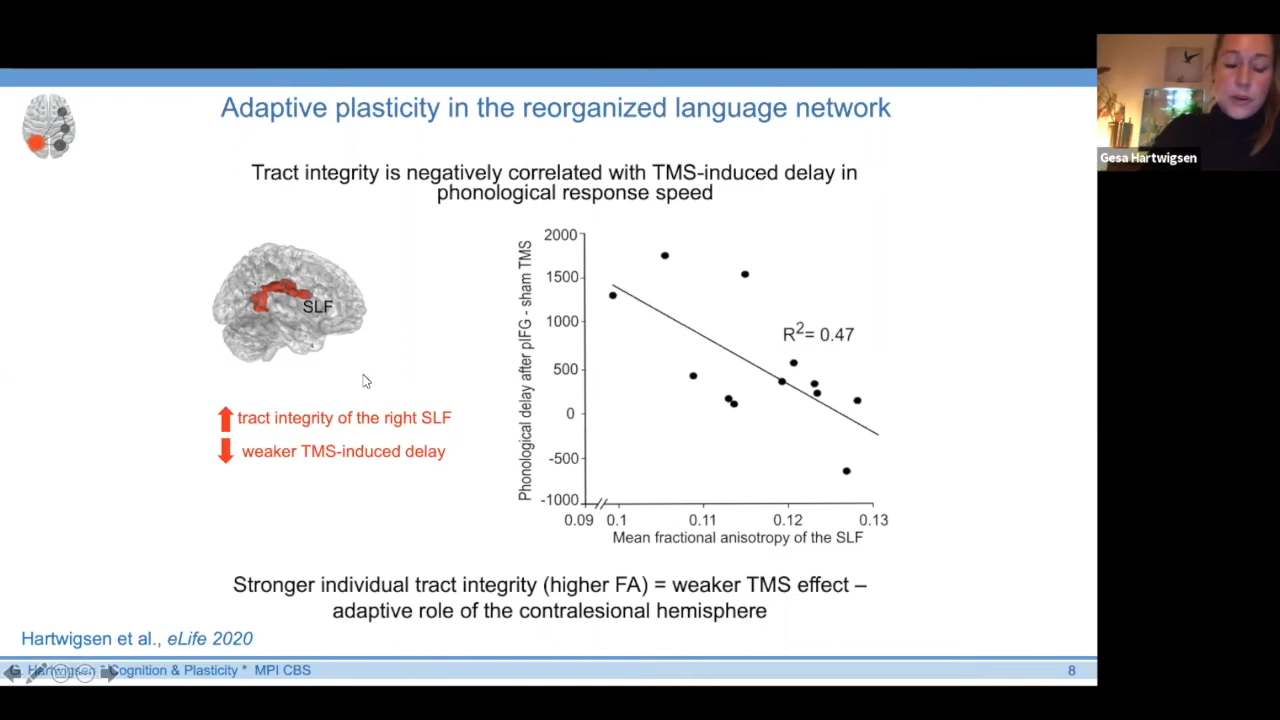 Adaptive plasticity in the reorganized language network
Gesa Hartwigsen
Tract integrity is negatively correlated with TMS-induced delay in
phonological response speed
SLF
tract integrity of the right SLF
weaker TMS-induced delay
Phonological delay after pIFG - sham TMS
2000
1500
1000
500
0
-500
-1000
R2= 0.47
0.09 0.1 0.11 0.12 0.13
Mean fractional anisotropy of the SLF
Stronger individual tract integrity (higher FA) = weaker TMS effect –
adaptive role of the contralesional hemisphere
Hartwigsen et al., eLife 2020
G. Hartwigsen * Cognition & Plasticity * MPI CBS 8